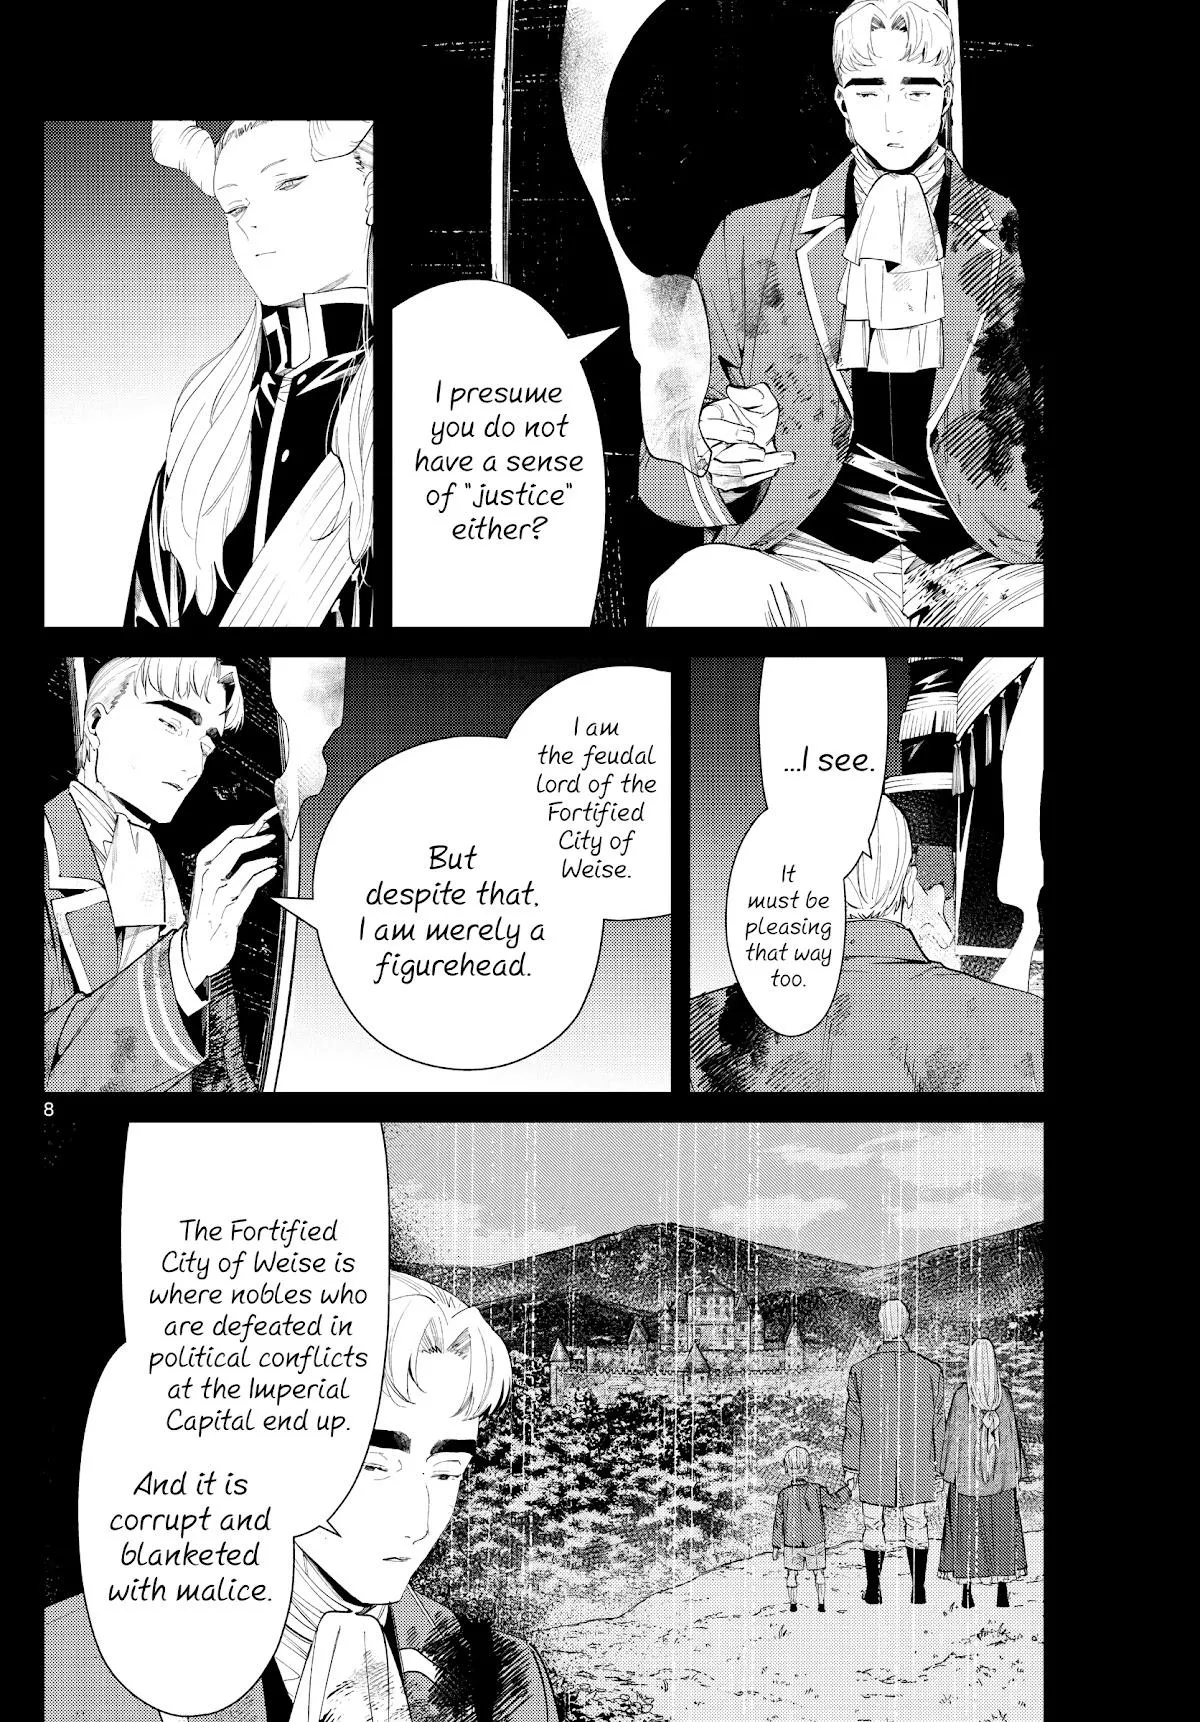 I presume
you do not
have a sense
of "justice"
either?
...I see.
It
must be
pleasing
that way
too.
I am
the feudal
lord of the
Fortified
City of
Weise.
But
despite that,
I am merely a
figurehead.
8
The Fortified
City of Weise is
where nobles who
are defeated in
political conflicts
at the Imperial
Capital end up.
And it is
corrupt and
blanketed
with malice.